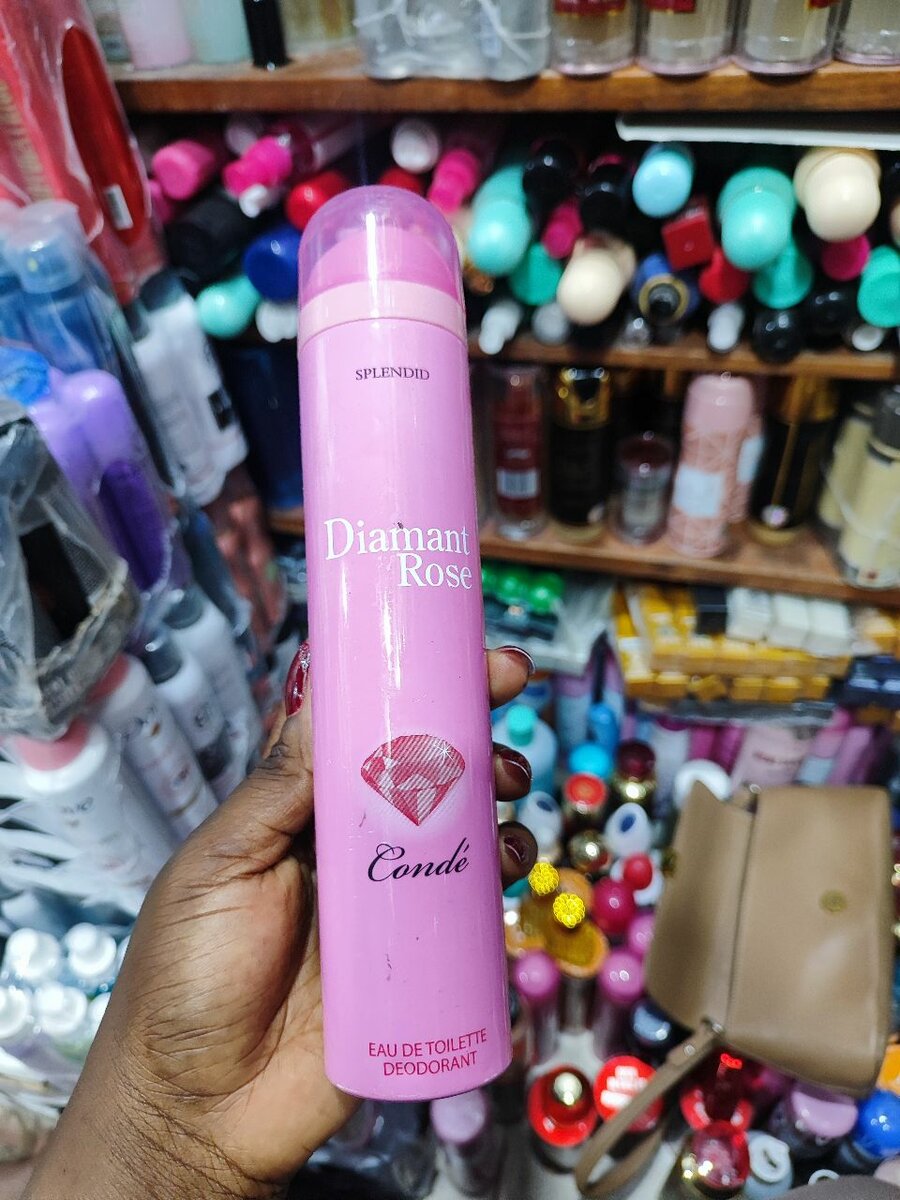 SPLENDID
Diamant
Rose
Condé
EAU DE TOILETTE
DEODORANT